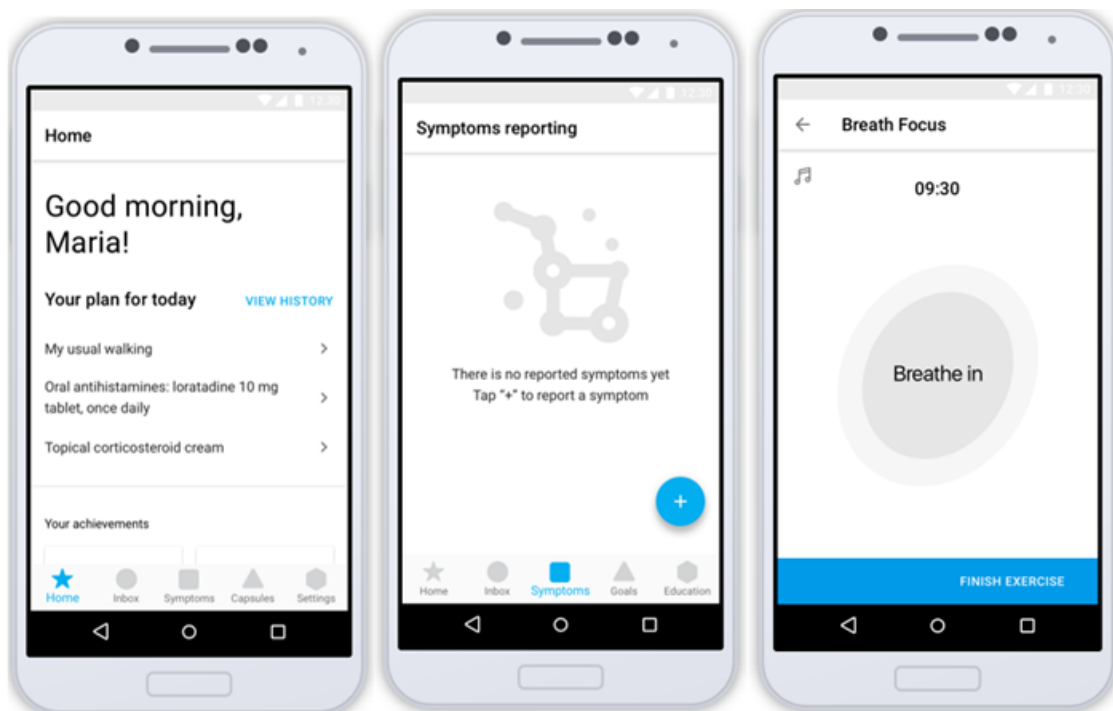 12:30
Home
Good morning,
Maria!
Your plan for today
VIEW HISTORY
My usual walking
Oral antihistamines: loratadine 10 mg
tablet, once daily
Topical corticosteroid cream
Your achievements
Home
Inbox
Symptoms
Capsules
Settings
12:30
Symptoms reporting
There is no reported symptoms yet
Tap "+" to report a symptom
+
Home
Inbox
Symptoms
Goals
Education
12:30
Breath Focus
09:30
Breathe in
FINISH EXERCISE